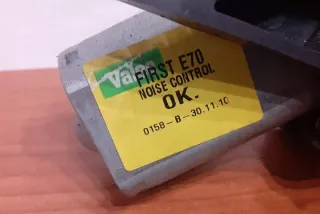 Valeo
FIRST E70
NOISE CONTROL
OK.
0158-B-30.11.10